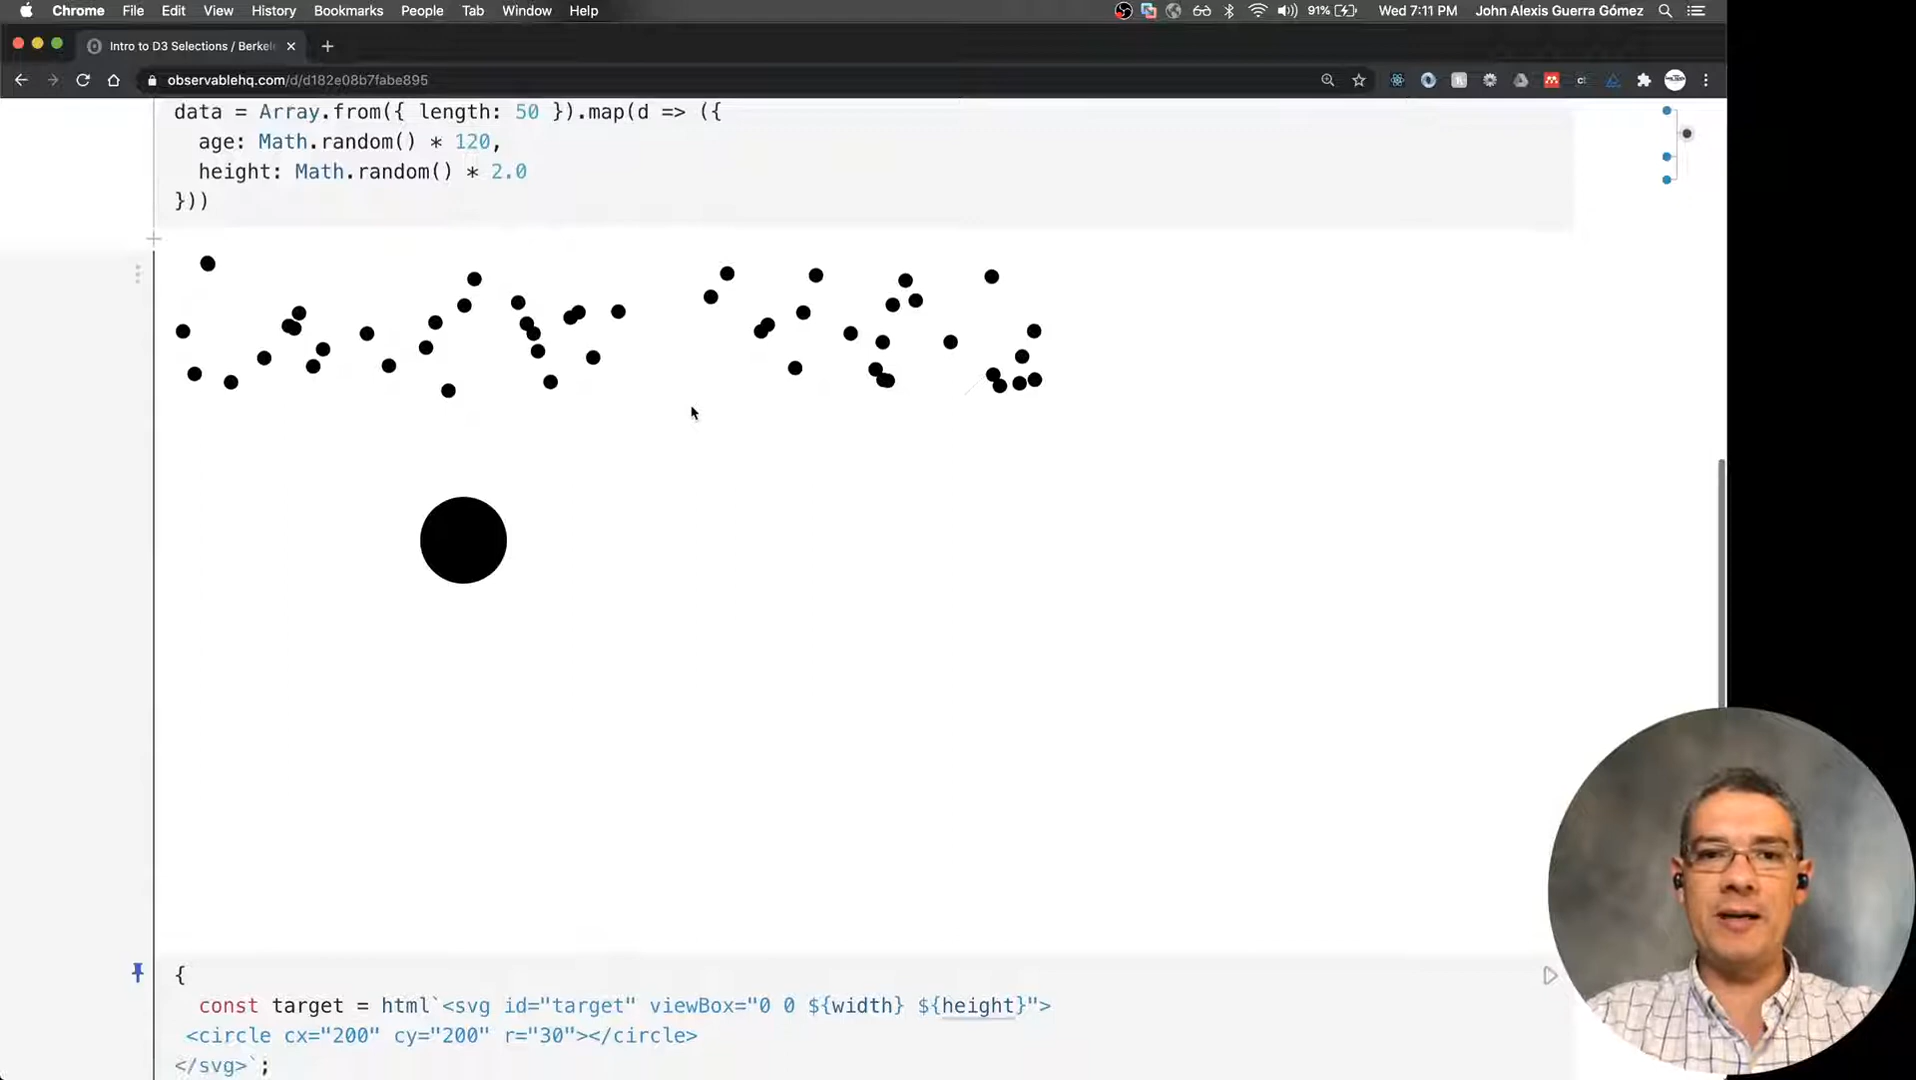 Chrome File Edit View History Bookmarks People Tab Window Help 91% Wed 7:11 PM John Alexis Guerra Gómez
Intro to D3 Selections / Berkel
observablehq.com/d/d182e08b7fabe895
data = Array.from({ length: 50 }).map(d => ({
age: Math.random() * 120,
height: Math.random() * 2.0
}))
{
const target = html`<svg id="target" viewBox="0 0 ${width} ${height}">
<circle cx="200" cy="200" r="30"></circle>
</svg>`;